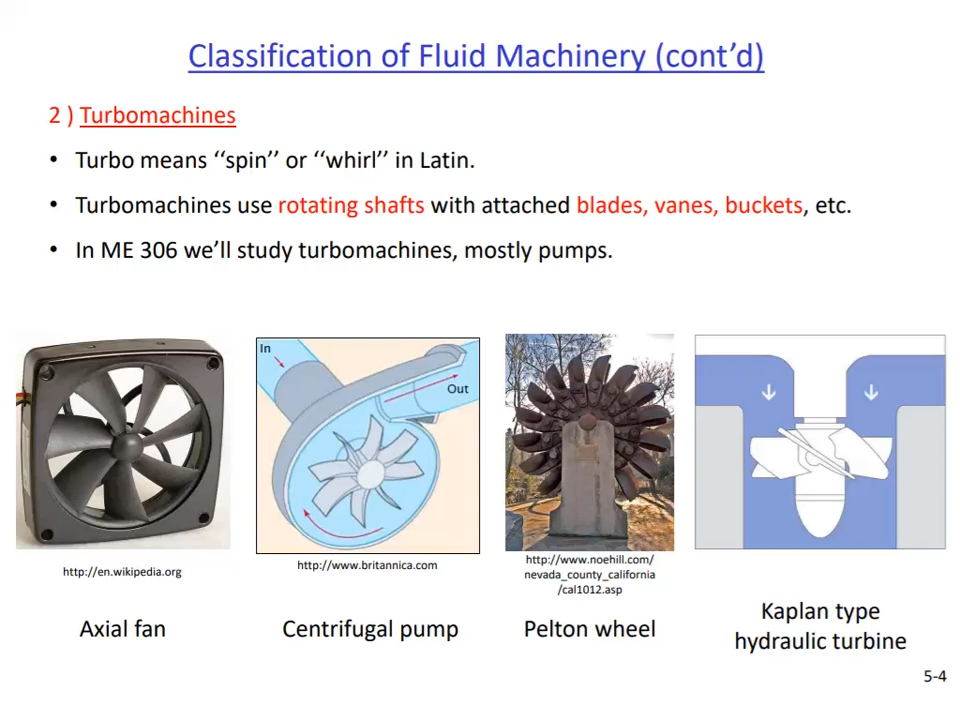 Classification of Fluid Machinery (cont’d)
2 ) Turbomachines
• Turbo means ‘‘spin’’ or ‘‘whirl’’ in Latin.
• Turbomachines use rotating shafts with attached blades, vanes, buckets, etc.
• In ME 306 we’ll study turbomachines, mostly pumps.
In
Out
http://en.wikipedia.org
http://www.britannica.com
http://www.noehill.com/
nevada_county_california
/cal1012.asp
Axial fan
Centrifugal pump
Pelton wheel
Kaplan type
hydraulic turbine
5-4